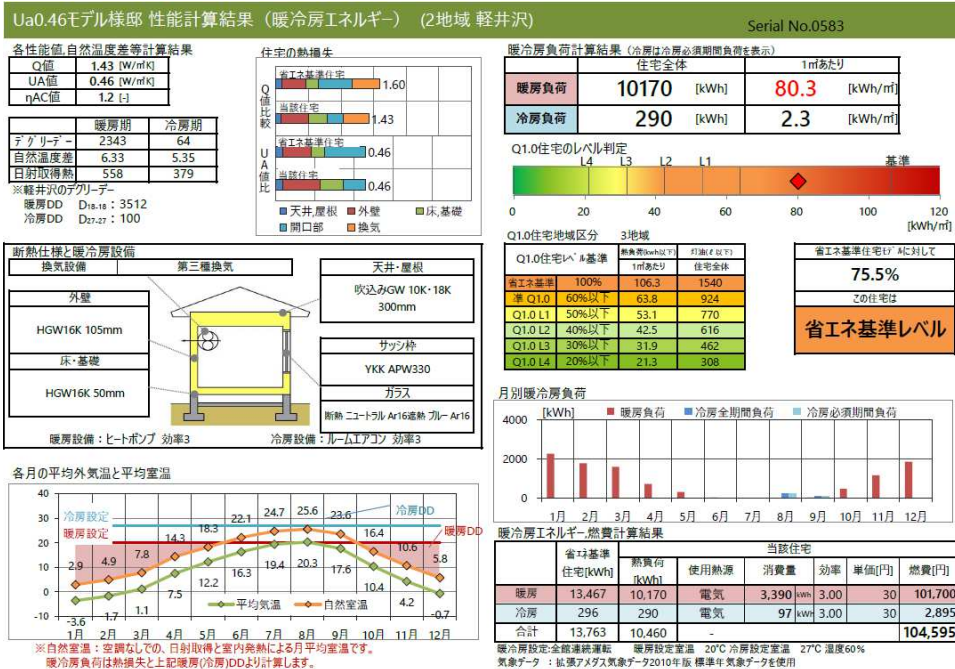 Ua0.46モデル様邸 性能計算結果（暖冷房エネルギー） (2地域 軽井沢)
Serial No.0583
各性能値,自然温度差等計算結果
Q値 1.43 [W/㎡K]
UA値 0.46 [W/㎡K]
ηAC値 1.2 [-]
暖房期 冷房期
デグリーデー 2343 64
自然温度差 6.33 5.35
日射取得熱 558 379
※軽井沢のデグリーデー
暖房DD D18-18：3512
冷房DD D27-27：100
住宅の熱損失
Q値比較
省エネ基準住宅
1.60
当該住宅
1.43
UA値比
省エネ基準住宅
0.46
当該住宅
0.46
■天井,屋根 ■外壁 ■床,基礎
■開口部 ■換気
暖冷房負荷計算結果 (冷房は冷房必須期間負荷を表示)
住宅全体 1㎡あたり
暖房負荷 10170 [kWh] 80.3 [kWh/㎡]
冷房負荷 290 [kWh] 2.3 [kWh/㎡]
Q1.0住宅のレベル判定
L4 L3 L2 L1 基準
0 20 40 60 80 100 120
[kWh/㎡]
断熱仕様と暖冷房設備
換気設備 第三種換気
外壁
HGW16K 105mm
床・基礎
HGW16K 50mm
天井・屋根
吹込みGW 10K・18K
300mm
サッシ枠
YKK APW330
ガラス
断熱 ニュートラル Ar16遮熱 ブルー Ar16
暖房設備：ヒートポンプ 効率3 冷房設備：ルームエアコン 効率3
Q1.0住宅地域区分 3地域
Q1.0住宅レベル基準 熱負荷(kwh以下) 灯油(ℓ以下)
1㎡あたり 住宅全体
省エネ基準 100% 106.3 1540
準 Q1.0 60%以下 63.8 924
Q1.0 L1 50%以下 53.1 770
Q1.0 L2 40%以下 42.5 616
Q1.0 L3 30%以下 31.9 462
Q1.0 L4 20%以下 21.3 308
省エネ基準住宅モデルに対して
75.5%
この住宅は
省エネ基準レベル
月別暖冷房負荷
[kWh] ■暖房負荷 ■冷房全期間負荷 ■冷房必須期間負荷
4000
2000
0
1月 2月 3月 4月 5月 6月 7月 8月 9月 10月 11月 12月
各月の平均外気温と平均室温
40
30
20
10
0
-10
冷房設定
暖房設定
冷房DD
暖房DD
2.9 4.9 7.8 14.3 18.3 22.1 24.7 25.6 23.6 16.4 10.6 5.8
-3.6 -1.7 1.1 7.5 12.2 16.3 19.4 20.3 17.6 10.4 4.2 -0.7
平均気温 自然室温
1月 2月 3月 4月 5月 6月 7月 8月 9月 10月 11月 12月
※自然室温：空調なしでの、日射取得と室内発熱による月平均室温です。
暖冷房負荷は熱損失と上記暖房(冷房)DDより計算します。
暖冷房エネルギー,燃費計算結果
省エネ基準住宅[kWh] 当該住宅
熱負荷[kWh] 使用熱源 消費量 効率 単価[円] 燃費[円]
暖房 13,467 10,170 電気 3,390 kWh 3.00 30 101,700
冷房 296 290 電気 97 kWh 3.00 30 2,895
合計 13,763 10,460 - 104,595
暖冷房設定:全館連続運転 暖房設定室温 20℃ 冷房設定室温 27℃ 湿度60%
気象データ ：拡張アメダス気象データ2010年版 標準年気象データを使用